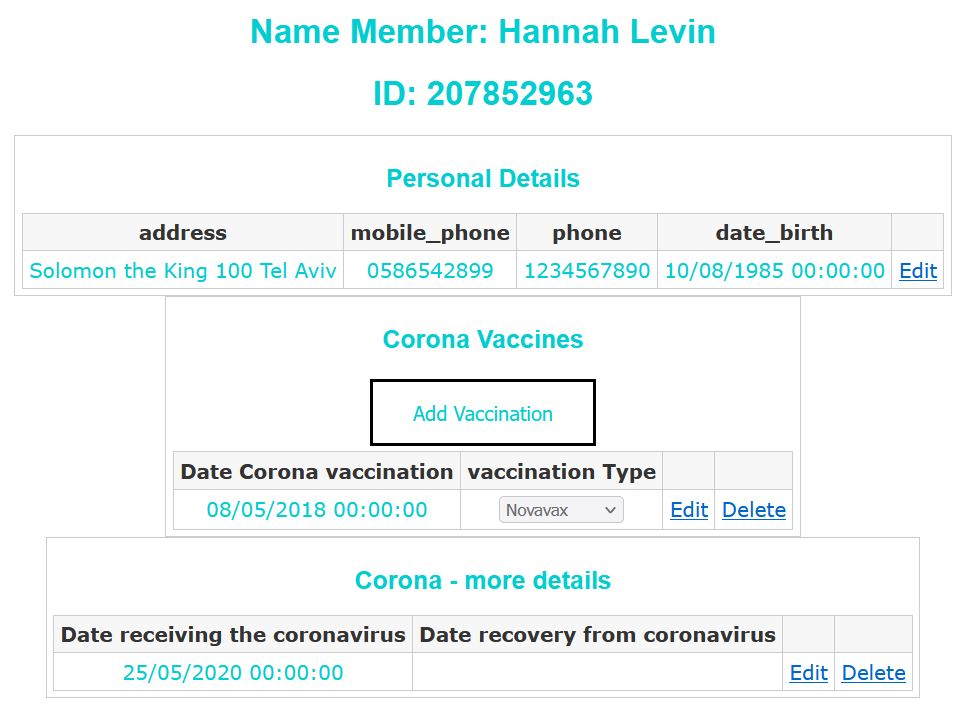 Name Member: Hannah Levin
ID: 207852963
Personal Details
address mobile_phone phone date_birth
Solomon the King 100 Tel Aviv 0586542899 1234567890 10/08/1985 00:00:00 Edit
Corona Vaccines
Add Vaccination
Date Corona vaccination vaccination Type
08/05/2018 00:00:00 Novavax Edit Delete
Corona - more details
Date receiving the coronavirus Date recovery from coronavirus
25/05/2020 00:00:00 Edit Delete